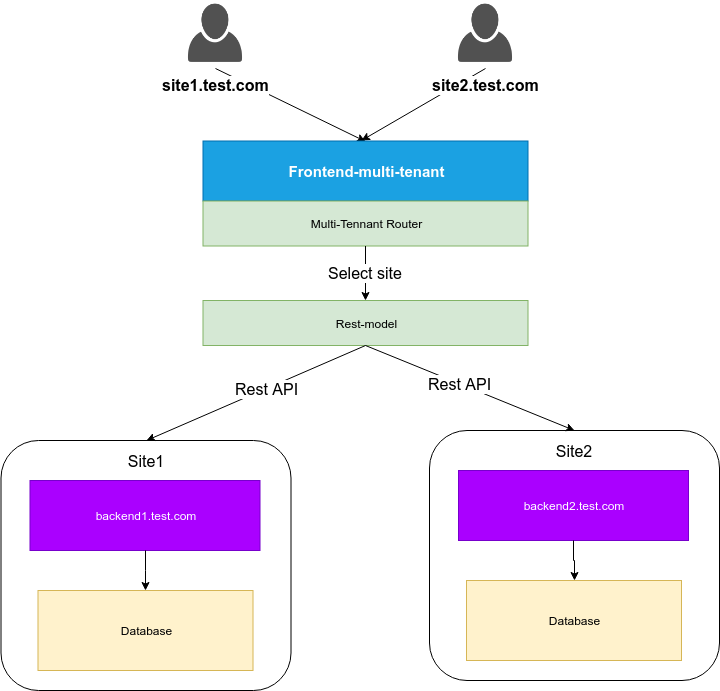 site1.test.com
site2.test.com
Frontend-multi-tenant
Multi-Tennant Router
Select site
Rest-model
Rest API
Rest API
Site1
Site2
backend1.test.com
backend2.test.com
Database
Database